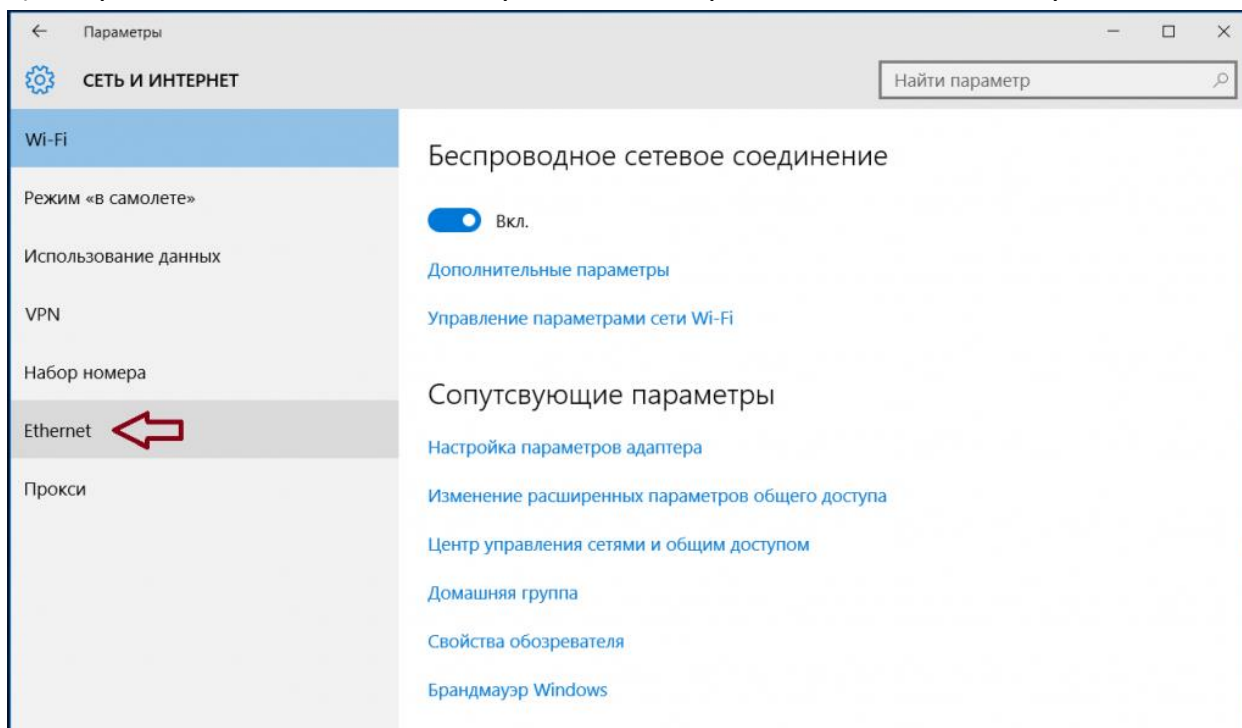 Параметры
СЕТЬ И ИНТЕРНЕТ
Найти параметр
Wi-Fi
Режим «в самолете»
Использование данных
VPN
Набор номера
Ethernet
Прокси
Беспроводное сетевое соединение
Вкл.
Дополнительные параметры
Управление параметрами сети Wi-Fi
Сопутсвующие параметры
Настройка параметров адаптера
Изменение расширенных параметров общего доступа
Центр управления сетями и общим доступом
Домашняя группа
Свойства обозревателя
Брандмауэр Windows